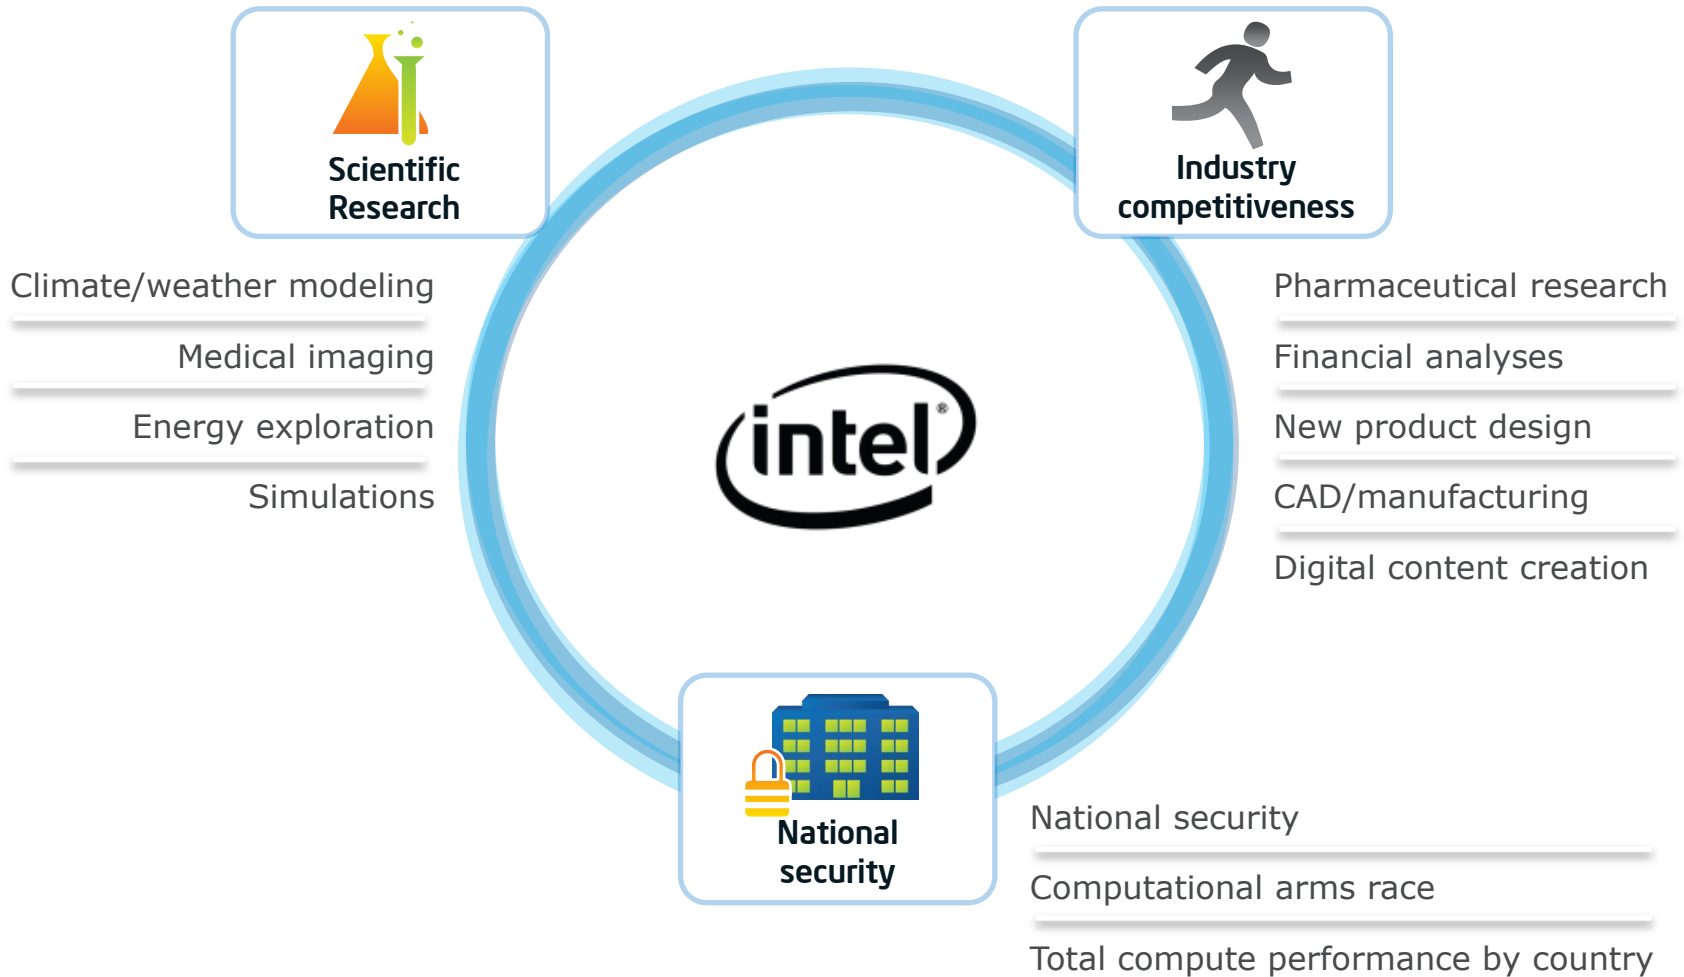 Scientific
Research
Climate/weather modeling
Medical imaging
Energy exploration
Simulations
Industry
competitiveness
Pharmaceutical research
Financial analyses
New product design
CAD/manufacturing
Digital content creation
intel®
National
security
National security
Computational arms race
Total compute performance by country